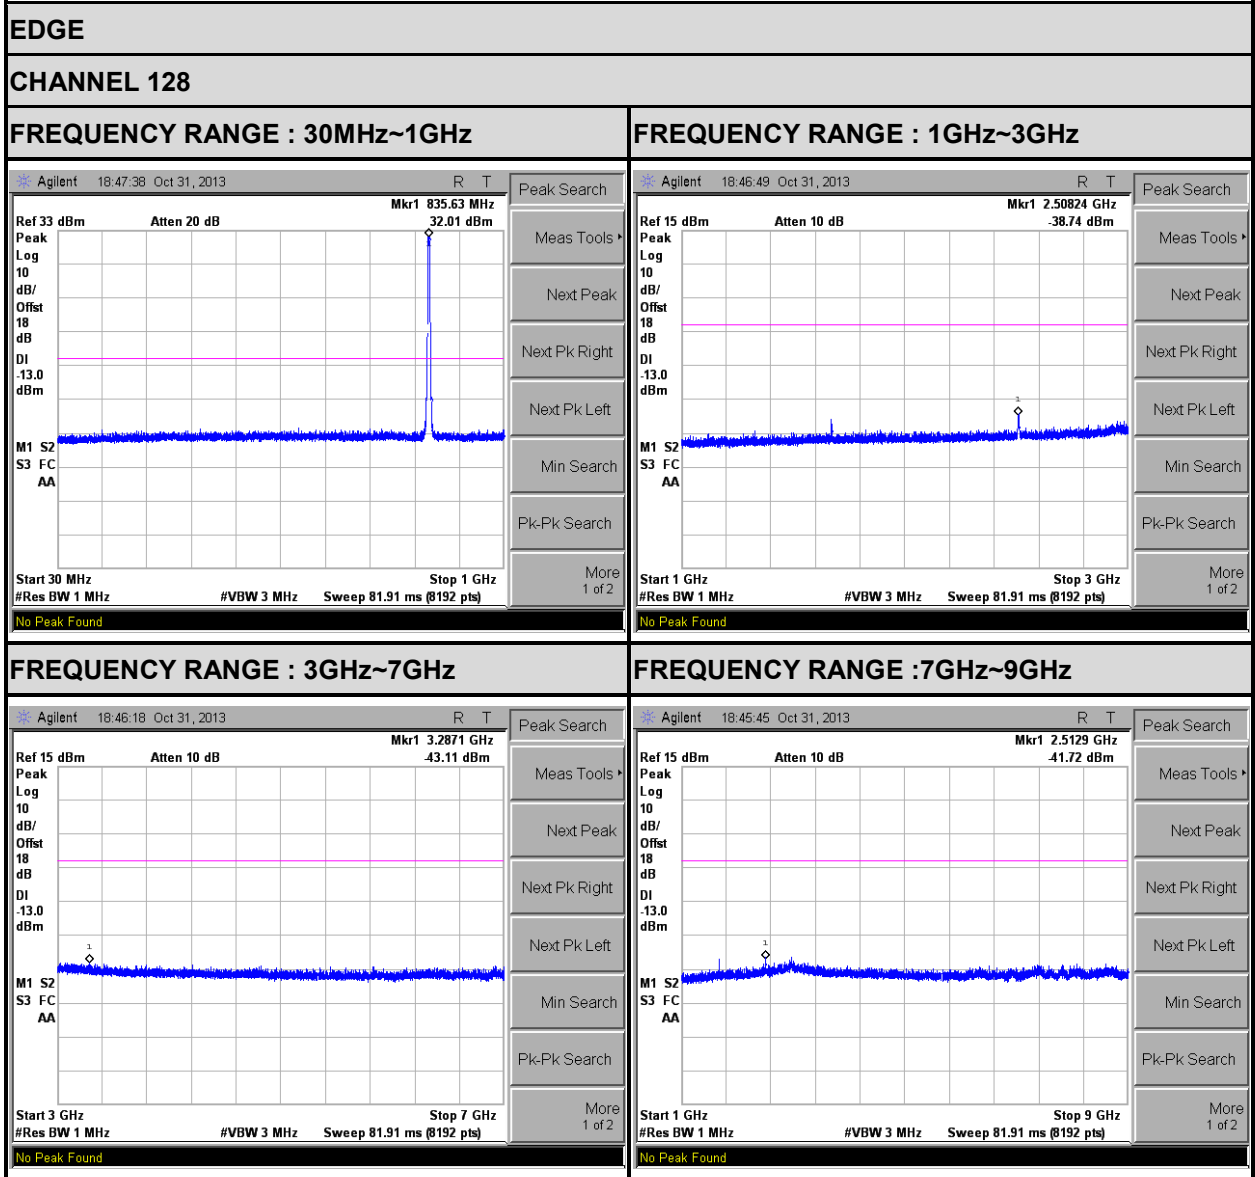 EDGE
CHANNEL 128
FREQUENCY RANGE : 30MHz~1GHz
Agilent 18:47:38 Oct 31, 2013 R T
Mkr1 835.63 MHz
Ref 33 dBm Atten 20 dB 32.01 dBm
Peak
Log
10
dB/
Offst
18
dB
DI
-13.0
dBm
M1 S2
S3 FC
AA
Start 30 MHz Stop 1 GHz
#Res BW 1 MHz #VBW 3 MHz Sweep 81.91 ms (8192 pts)
No Peak Found
Peak Search
Meas Tools
Next Peak
Next Pk Right
Next Pk Left
Min Search
Pk-Pk Search
More
1 of 2
FREQUENCY RANGE : 1GHz~3GHz
Agilent 18:46:49 Oct 31, 2013 R T
Mkr1 2.50824 GHz
Ref 15 dBm Atten 10 dB -38.74 dBm
Peak
Log
10
dB/
Offst
18
dB
DI
-13.0
dBm
1
M1 S2
S3 FC
AA
Start 1 GHz Stop 3 GHz
#Res BW 1 MHz #VBW 3 MHz Sweep 81.91 ms (8192 pts)
No Peak Found
Peak Search
Meas Tools
Next Peak
Next Pk Right
Next Pk Left
Min Search
Pk-Pk Search
More
1 of 2
FREQUENCY RANGE : 3GHz~7GHz
Agilent 18:46:18 Oct 31, 2013 R T
Mkr1 3.2871 GHz
Ref 15 dBm Atten 10 dB -43.11 dBm
Peak
Log
10
dB/
Offst
18
dB
DI
-13.0
dBm
1
M1 S2
S3 FC
AA
Start 3 GHz Stop 7 GHz
#Res BW 1 MHz #VBW 3 MHz Sweep 81.91 ms (8192 pts)
No Peak Found
Peak Search
Meas Tools
Next Peak
Next Pk Right
Next Pk Left
Min Search
Pk-Pk Search
More
1 of 2
FREQUENCY RANGE :7GHz~9GHz
Agilent 18:45:45 Oct 31, 2013 R T
Mkr1 2.5129 GHz
Ref 15 dBm Atten 10 dB -41.72 dBm
Peak
Log
10
dB/
Offst
18
dB
DI
-13.0
dBm
1
M1 S2
S3 FC
AA
Start 1 GHz Stop 9 GHz
#Res BW 1 MHz #VBW 3 MHz Sweep 81.91 ms (8192 pts)
No Peak Found
Peak Search
Meas Tools
Next Peak
Next Pk Right
Next Pk Left
Min Search
Pk-Pk Search
More
1 of 2